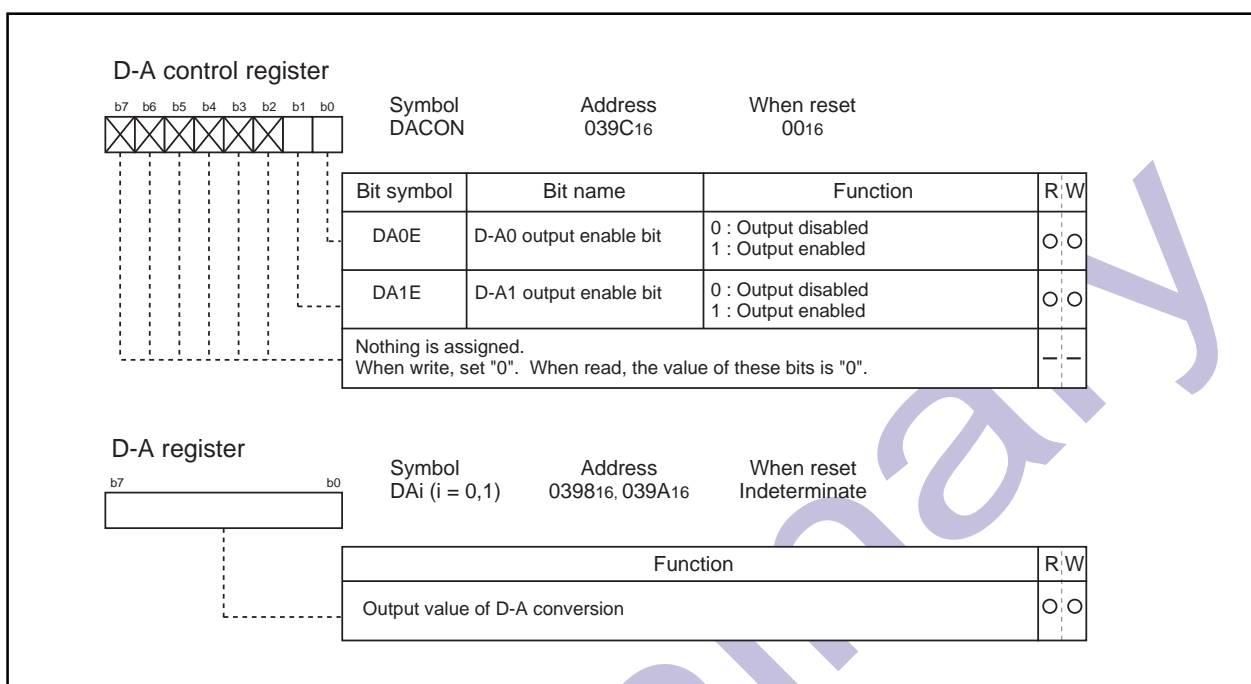 D-A control register
b7 b6 b5 b4 b3 b2 b1 b0
Symbol Address When reset
DACON 039C16 0016
Bit symbol Bit name Function R W
DA0E D-A0 output enable bit 0 : Output disabled
1 : Output enabled
DA1E D-A1 output enable bit 0 : Output disabled
1 : Output enabled
Nothing is assigned.
When write, set "0". When read, the value of these bits is "0".
D-A register
b7 b0
Symbol Address When reset
DAi (i = 0,1) 039816, 039A16 Indeterminate
Function R W
Output value of D-A conversion